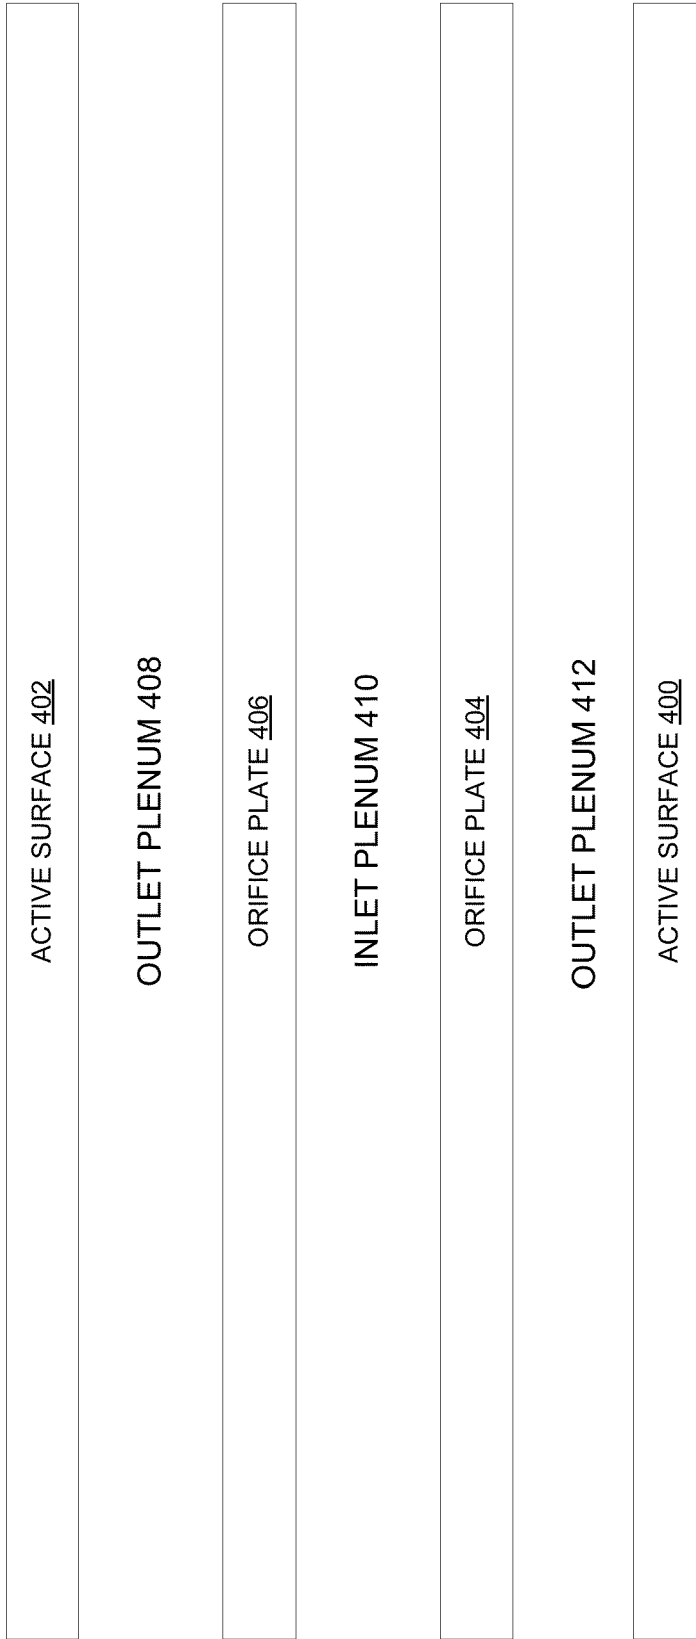 ACTIVE SURFACE 402
OUTLET PLENUM 408
ORIFICE PLATE 406
INLET PLENUM 410
ORIFICE PLATE 404
OUTLET PLENUM 412
ACTIVE SURFACE 400